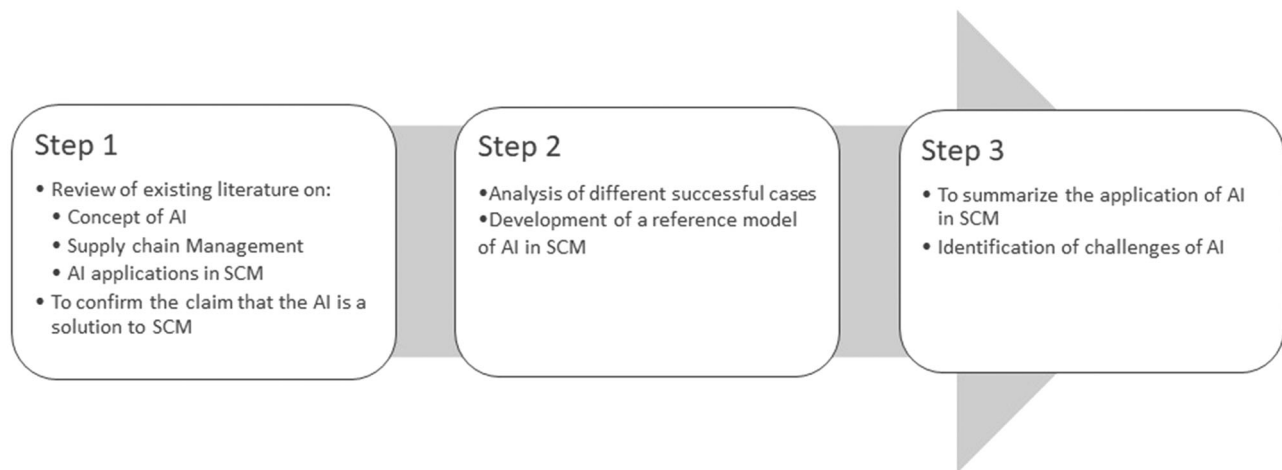 Step 1
• Review of existing literature on:
• Concept of AI
• Supply chain Management
• AI applications in SCM
• To confirm the claim that the AI is a
solution to SCM
Step 2
•Analysis of different successful cases
•Development of a reference model
of AI in SCM
Step 3
• To summarize the application of AI
in SCM
• Identification of challenges of AI